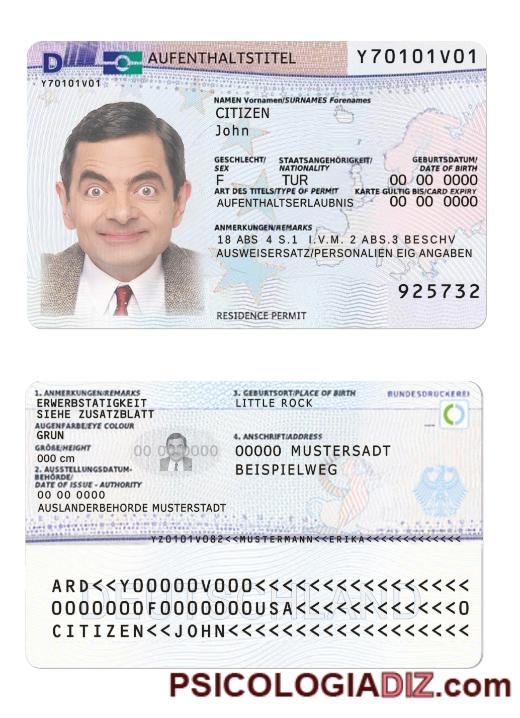 D AUFENTHALTSTITEL Y70101V01
Y70101V01
NAMEN Vornamen/SURNAMES Forenames
CITIZEN
John
GESCHLECHT/ STAATSANGEHÖRIGKEIT/ GEBURTSDATUM/
SEX NATIONALITY DATE OF BIRTH
F TUR 00 00 0000
ART DES TITELS/TYPE OF PERMIT KARTE GÜLTIG BIS/CARD EXPIRY
AUFENTHALTSERLAUBNIS 00 00 0000
ANMERKUNGEN/REMARKS
18 ABS 4 S.1 I.V.M. 2 ABS.3 BESCHV
AUSWEISERSATZ/PERSONALIEN EIG ANGABEN
925732
RESIDENCE PERMIT
1. ANMERKUNGEN/REMARKS 3. GEBURTSORT/PLACE OF BIRTH BUNDESDRUCKEREI
ERWERBSTATIGKEIT LITTLE ROCK
SIEHE ZUSATZBLATT
AUGENFARBE/EYE COLOUR
GRUN 4. ANSCHRIFT/ADDRESS
GRÖßE/HEIGHT 00 00 0000 00000 MUSTERSADT
000 cm BEISPIELWEG
2. AUSSTELLUNGSDATUM-
BEHÖRDE/
DATE OF ISSUE - AUTHORITY
00 00 0000
AUSLANDERBEHORDE MUSTERSTADT
YZ0101V082<<MUSTERMANN<<ERIKA<<<<<<<<<<<<<
DEUTSCHLAND
ARD<<Y00000V000<<<<<<<<<<<<<<<<
0000000F0000000USA<<<<<<<<<<<0
CITIZEN<<JOHN<<<<<<<<<<<<<<<<<
PSICOLOGIADIZ.com